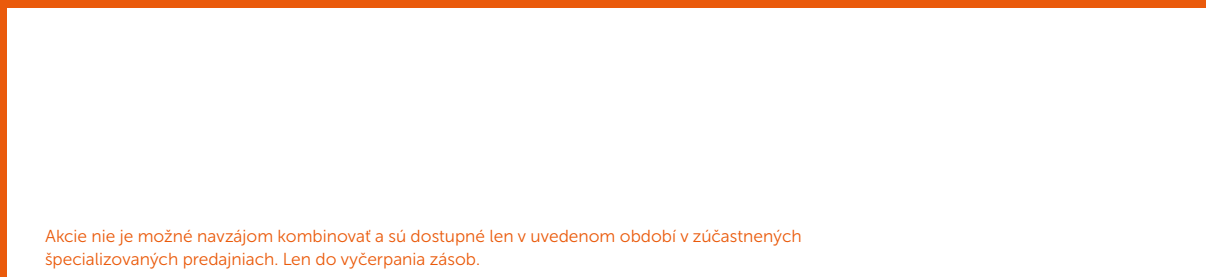 Akcie nie je možné navzájom kombinovať a sú dostupné len v uvedenom období v zúčastnených
špecializovaných predajniach. Len do vyčerpania zásob.